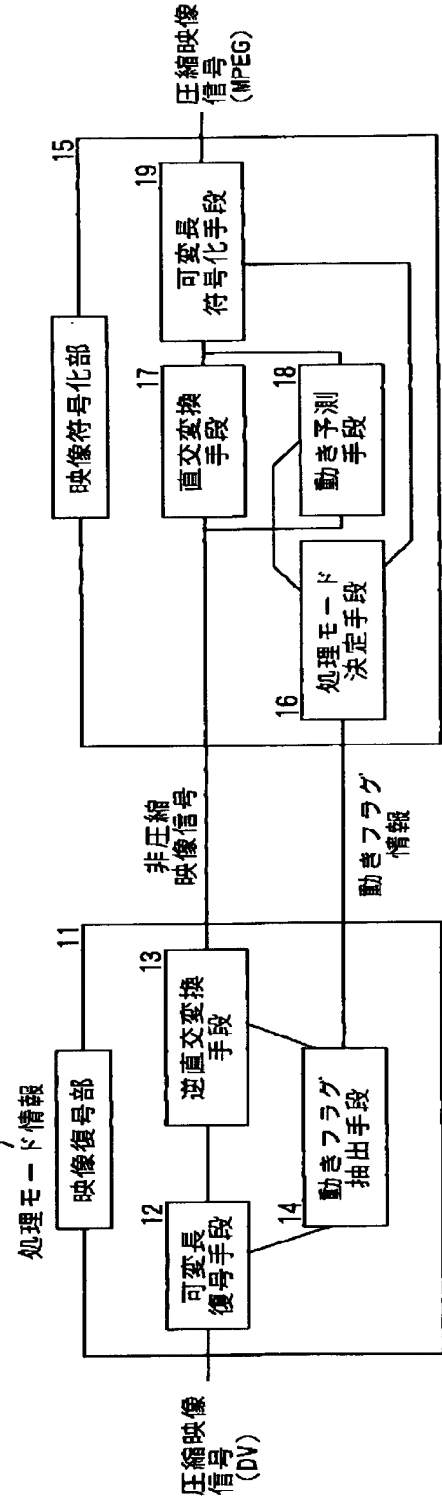 処理モード情報
圧縮映像
信号
(DV)
映像復号部
11
12
可変長
復号手段
13
逆直交変換
手段
14
動きフラグ
抽出手段
非圧縮
映像信号
動きフラグ
情報
映像符号化部
15
16
処理モード
決定手段
17
直交変換
手段
18
動き予測
手段
19
可変長
符号化手段
圧縮映像
信号
(MPEG)